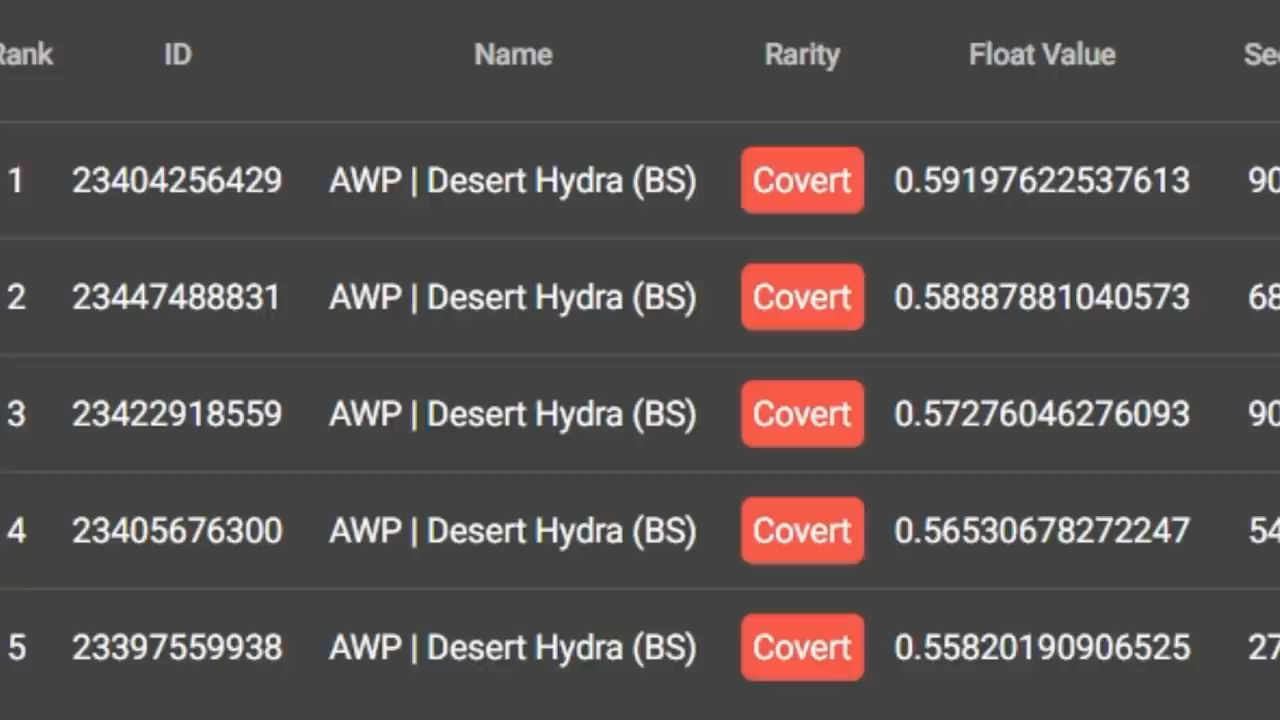 Rank ID Name Rarity Float Value See
1 23404256429 AWP | Desert Hydra (BS) Covert 0.59197622537613 90
2 23447488831 AWP | Desert Hydra (BS) Covert 0.58887881040573 68
3 23422918559 AWP | Desert Hydra (BS) Covert 0.57276046276093 90
4 23405676300 AWP | Desert Hydra (BS) Covert 0.56530678272247 54
5 23397559938 AWP | Desert Hydra (BS) Covert 0.55820190906525 27